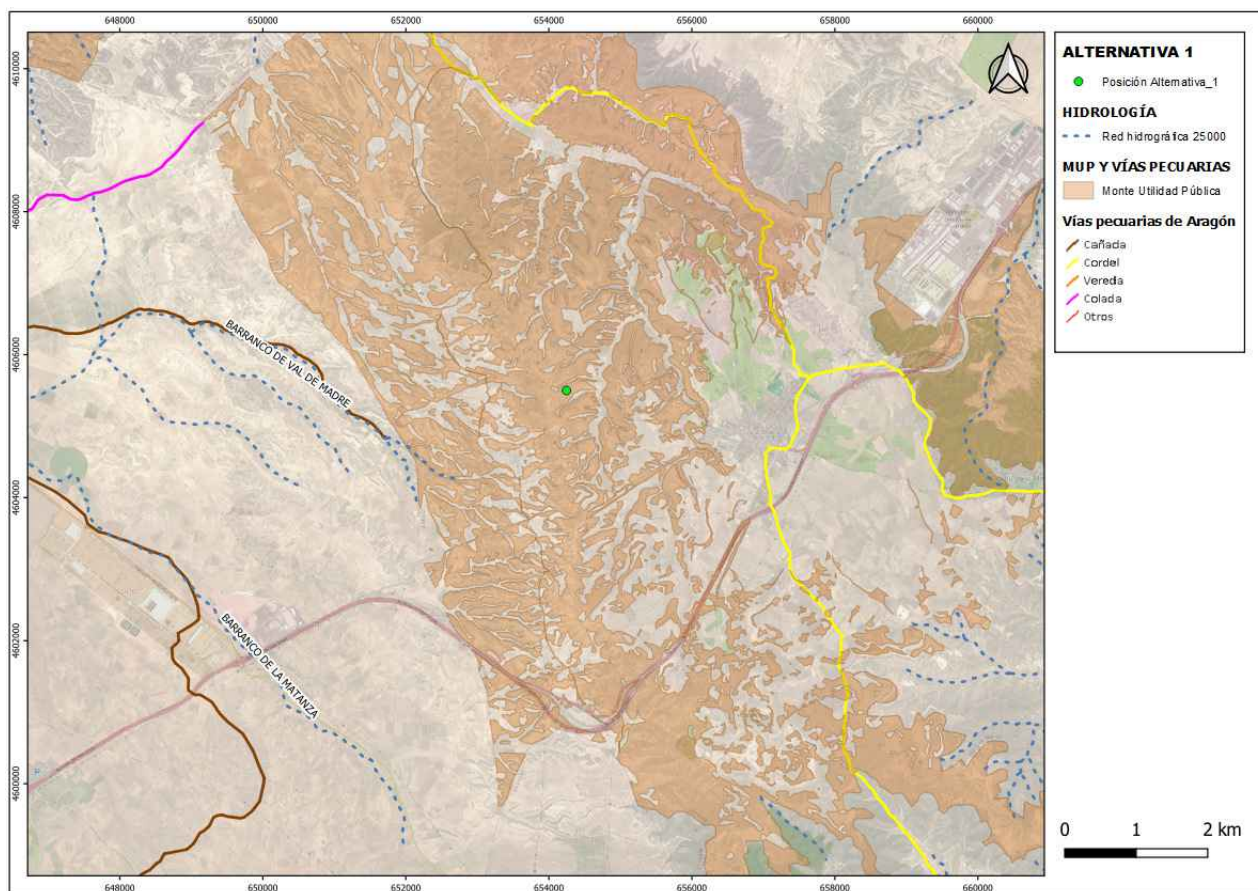 648000 650000 652000 654000 656000 658000 660000
4610000
4608000
4606000
4604000
4602000
4600000
BARRANCO DE VAL DE MADRE
BARRANCO DE LA MATANZA
648000 650000 652000 654000 656000 658000 660000
ALTERNATIVA 1
Posición Alternativa_1
HIDROLOGÍA
Red hidrográfica 25000
MUP Y VÍAS PECUARIAS
Monte Utilidad Pública
Vías pecuarias de Aragón
Cañada
Cordel
Vereda
Colada
Otros
0 1 2 km